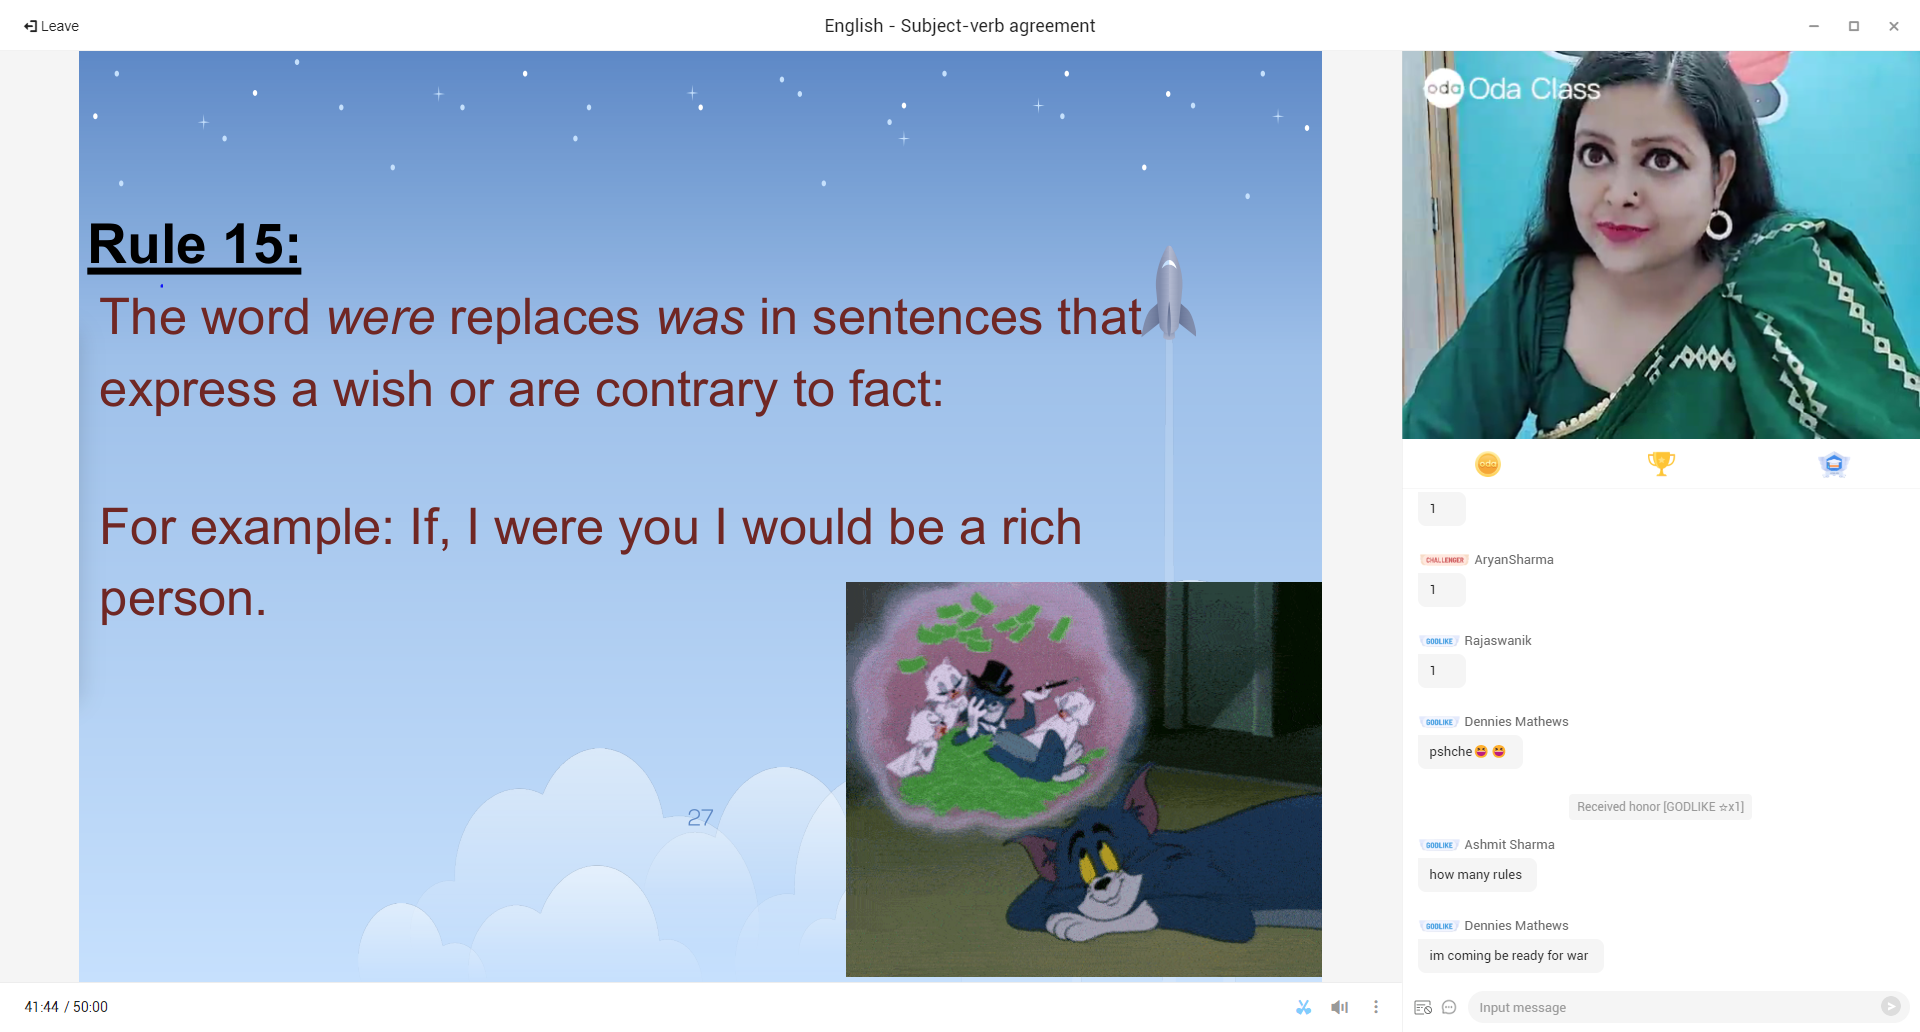 Leave
English - Subject-verb agreement
Rule 15:
The word were replaces was in sentences that
express a wish or are contrary to fact:
For example: If, I were you I would be a rich
person.
27
41:44 / 50:00
oda Oda Class
oda
1
CHALLENGER AryanSharma
1
GODLIKE Rajaswanik
1
GODLIKE Dennies Mathews
pshche😝 😝
Received honor [GODLIKE ☆x1]
GODLIKE Ashmit Sharma
how many rules
GODLIKE Dennies Mathews
im coming be ready for war
Input message